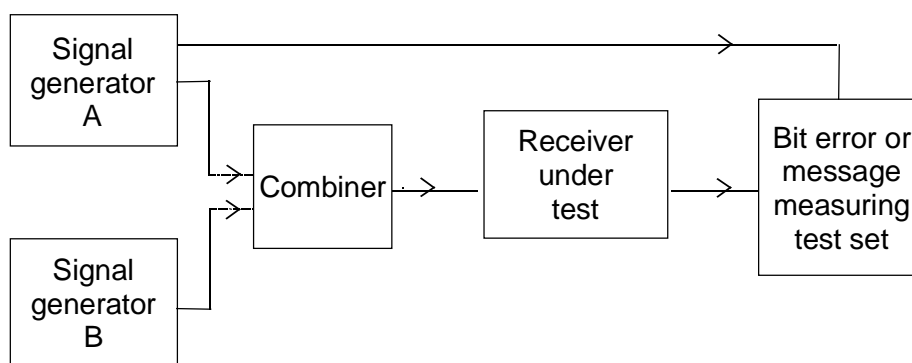 Signal
generator
A
Combiner
Receiver
under
test
Bit error or
message
measuring
test set
Signal
generator
B